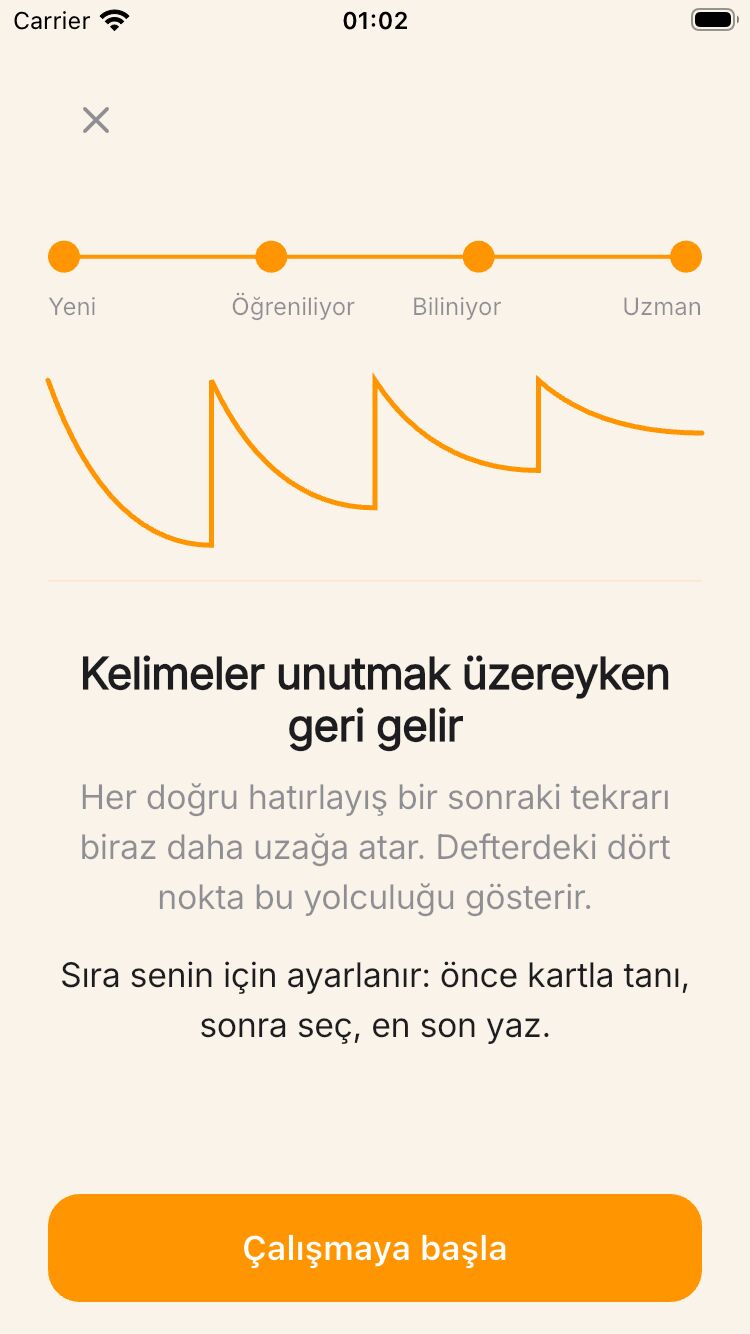 Carrier
01:02
Yeni
Öğreniliyor
Biliniyor
Uzman
Kelimeler unutmak üzereyken
geri gelir
Her doğru hatırlayış bir sonraki tekrarı
biraz daha uzağa atar. Defterdeki dört
nokta bu yolculuğu gösterir.
Sıra senin için ayarlanır: önce kartla tanı,
sonra seç, en son yaz.
Çalışmaya başla